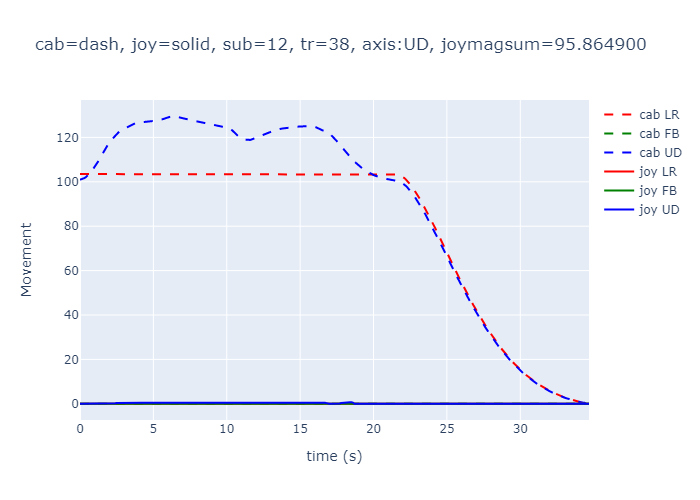 cab=dash, joy=solid, sub=12, tr=38, axis:UD, joymagsum=95.864900
cab LR
cab FB
cab UD
joy LR
joy FB
joy UD
Movement
120
100
80
60
40
20
0
0 5 10 15 20 25 30
time (s)